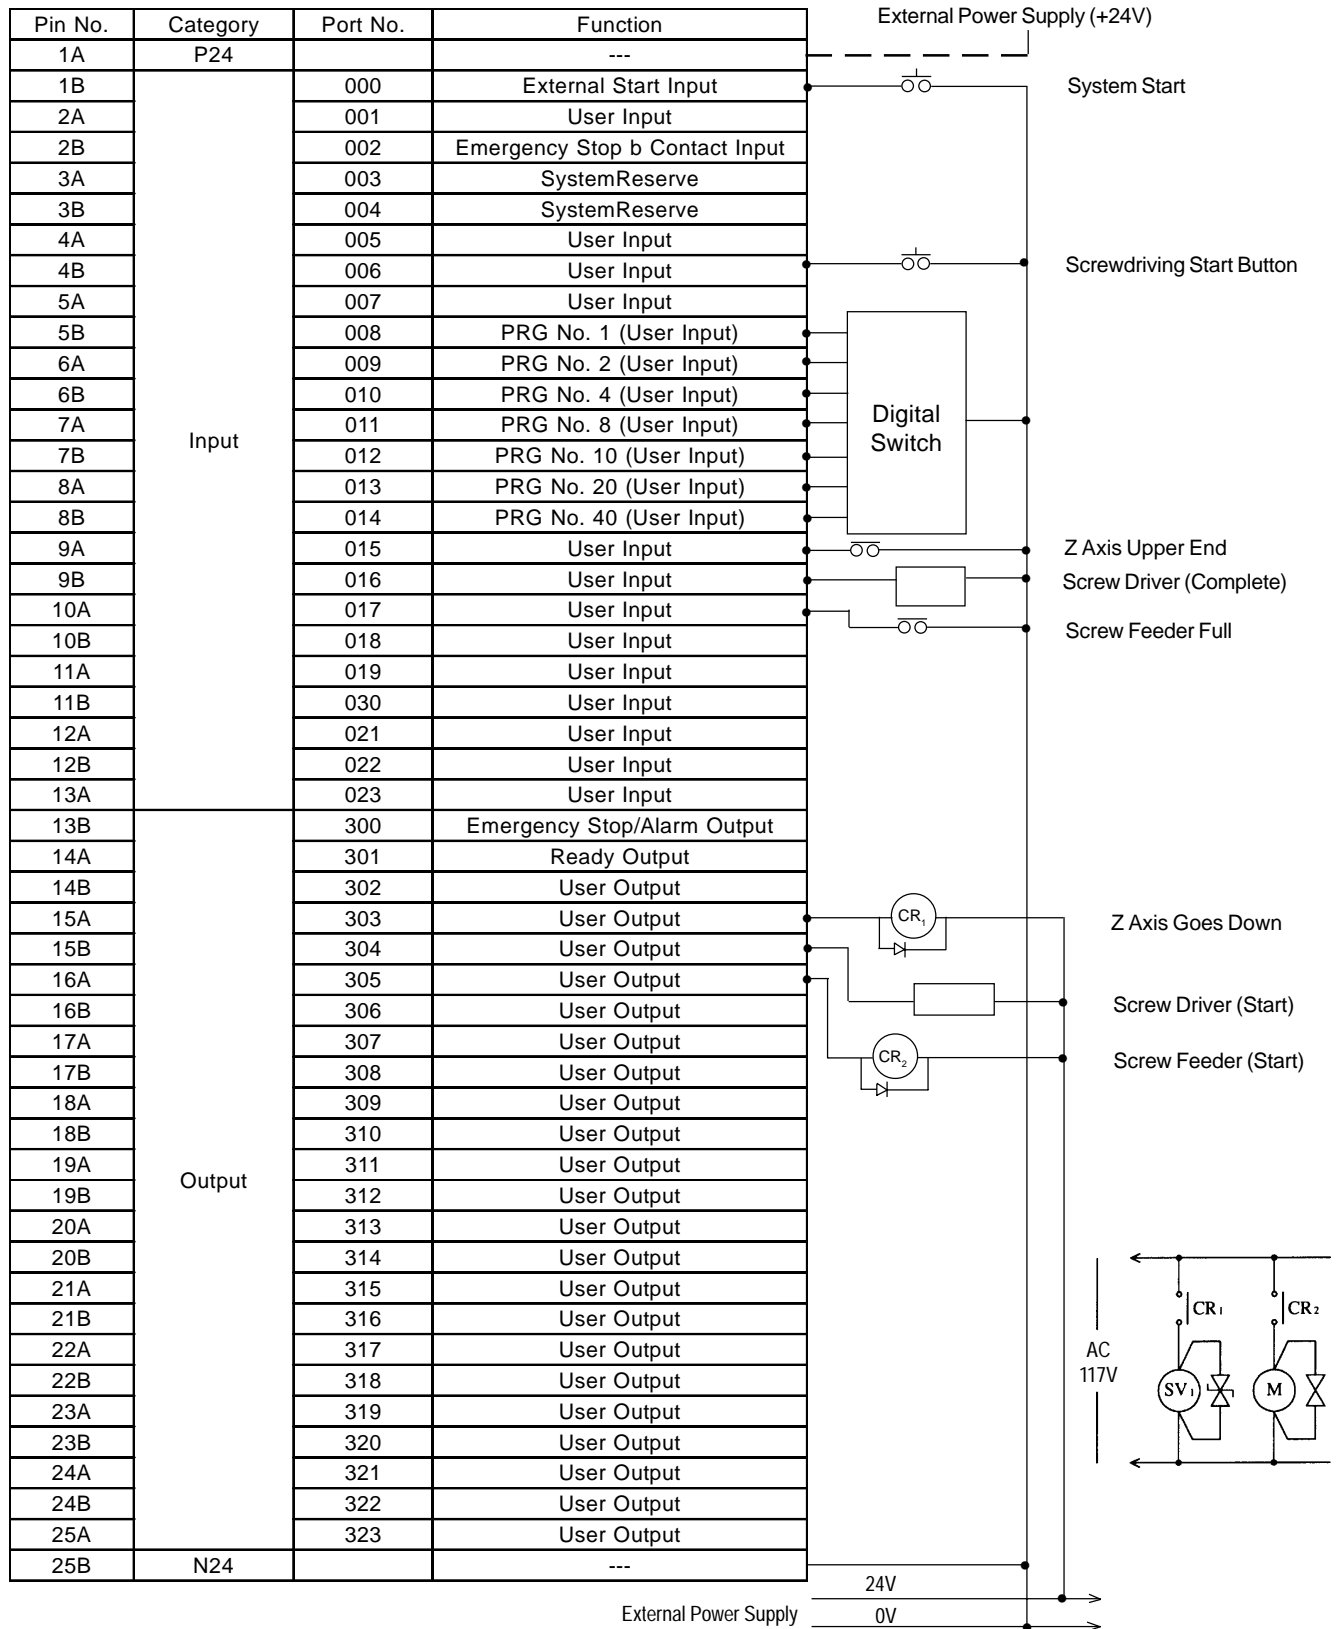 External Power Supply (+24V)
Pin No. Category Port No. Function
1A P24 ---
1B 000 External Start Input System Start
2A 001 User Input
2B 002 Emergency Stop b Contact Input
3A 003 SystemReserve
3B 004 SystemReserve
4A 005 User Input
4B 006 User Input Screwdriving Start Button
5A 007 User Input
5B 008 PRG No. 1 (User Input)
6A 009 PRG No. 2 (User Input)
6B 010 PRG No. 4 (User Input)
7A 011 PRG No. 8 (User Input)
Input
Digital
Switch
7B 012 PRG No. 10 (User Input)
8A 013 PRG No. 20 (User Input)
8B 014 PRG No. 40 (User Input)
9A 015 User Input Z Axis Upper End
9B 016 User Input Screw Driver (Complete)
10A 017 User Input
10B 018 User Input Screw Feeder Full
11A 019 User Input
11B 030 User Input
12A 021 User Input
12B 022 User Input
13A 023 User Input
13B 300 Emergency Stop/Alarm Output
14A 301 Ready Output
14B 302 User Output
15A 303 User Output CR1 Z Axis Goes Down
15B 304 User Output
16A 305 User Output
16B 306 User Output Screw Driver (Start)
17A 307 User Output
17B 308 User Output CR2 Screw Feeder (Start)
18A 309 User Output
18B 310 User Output
19A 311 User Output
Output
19B 312 User Output
20A 313 User Output
20B 314 User Output
21A 315 User Output
21B 316 User Output CR1 CR2
22A 317 User Output AC
22B 318 User Output 117V SV1 M
23A 319 User Output
23B 320 User Output
24A 321 User Output
24B 322 User Output
25A 323 User Output
25B N24 ---
24V
External Power Supply 0V